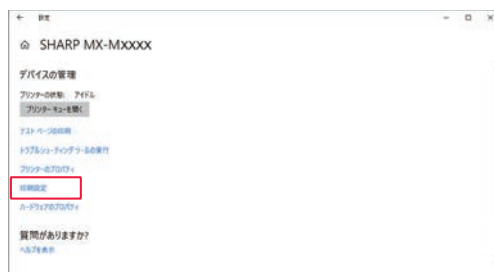 ← 設定
SHARP MX-Mxxxx
デバイスの管理
プリンターの状態: アイドル
プリンター キューを開く
テスト ページの印刷
トラブルシューティング ツールの実行
プリンターのプロパティ
印刷設定
ハードウェアのプロパティ
質問がありますか?
ヘルプを表示